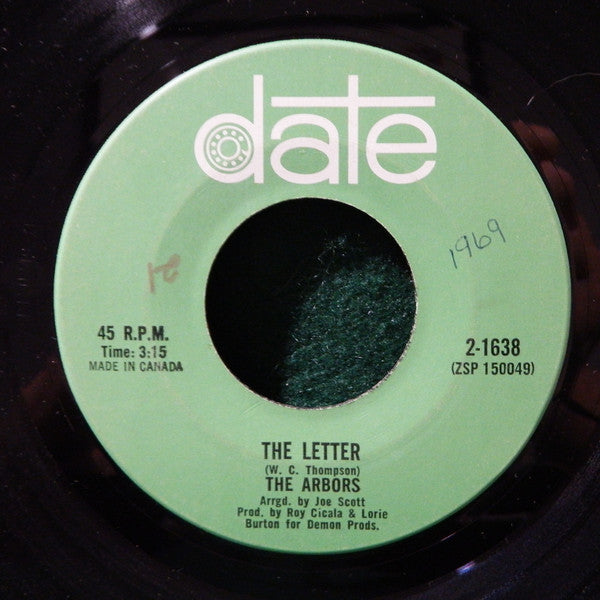 date
1969
45 R.P.M.
Time: 3:15
MADE IN CANADA
2-1638
(ZSP 150049)
THE LETTER
(W. C. Thompson)
THE ARBORS
Arrgd. by Joe Scott
Prod. by Roy Cicala & Lorie
Burton for Demon Prods.